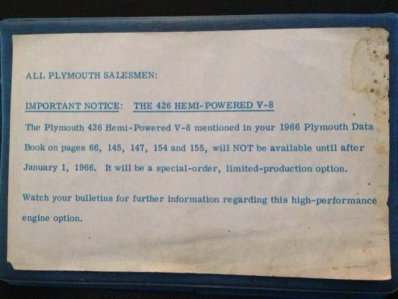 ALL PLYMOUTH SALESMEN:
IMPORTANT NOTICE: THE 426 HEMI-POWERED V-8
The Plymouth 426 Hemi-Powered V-8 mentioned in your 1966 Plymouth Data
Book on pages 66, 145, 147, 154 and 155, will NOT be available until after
January 1, 1966. It will be a special-order, limited-production option.
Watch your bulletins for further information regarding this high-performance
engine option.